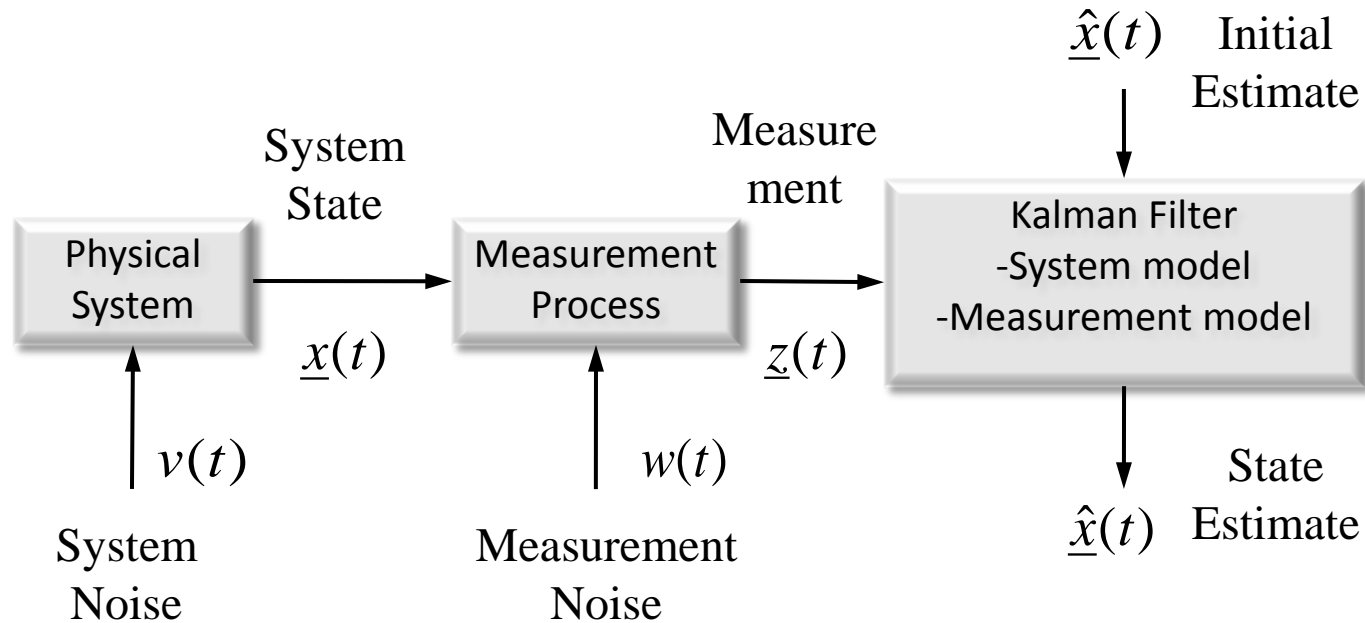 x̂(t) Initial
Estimate
System
State
Measure
ment
Physical
System
Measurement
Process
Kalman Filter
-System model
-Measurement model
x(t)
z(t)
v(t)
w(t)
System
Noise
Measurement
Noise
State
Estimate
x̂(t)